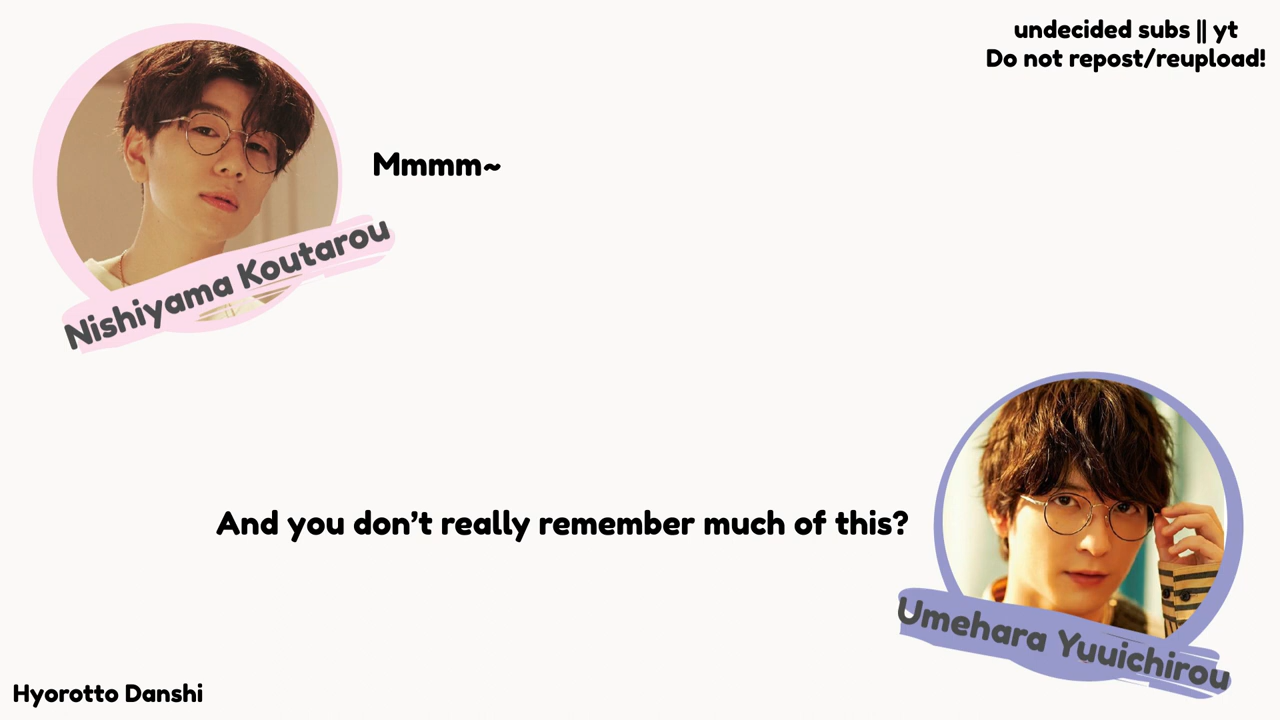 undecided subs || yt
Do not repost/reupload!
Mmmm~
Nishiyama Koutarou
And you don't really remember much of this?
Umehara Yuuichirou
Hyorotto Danshi